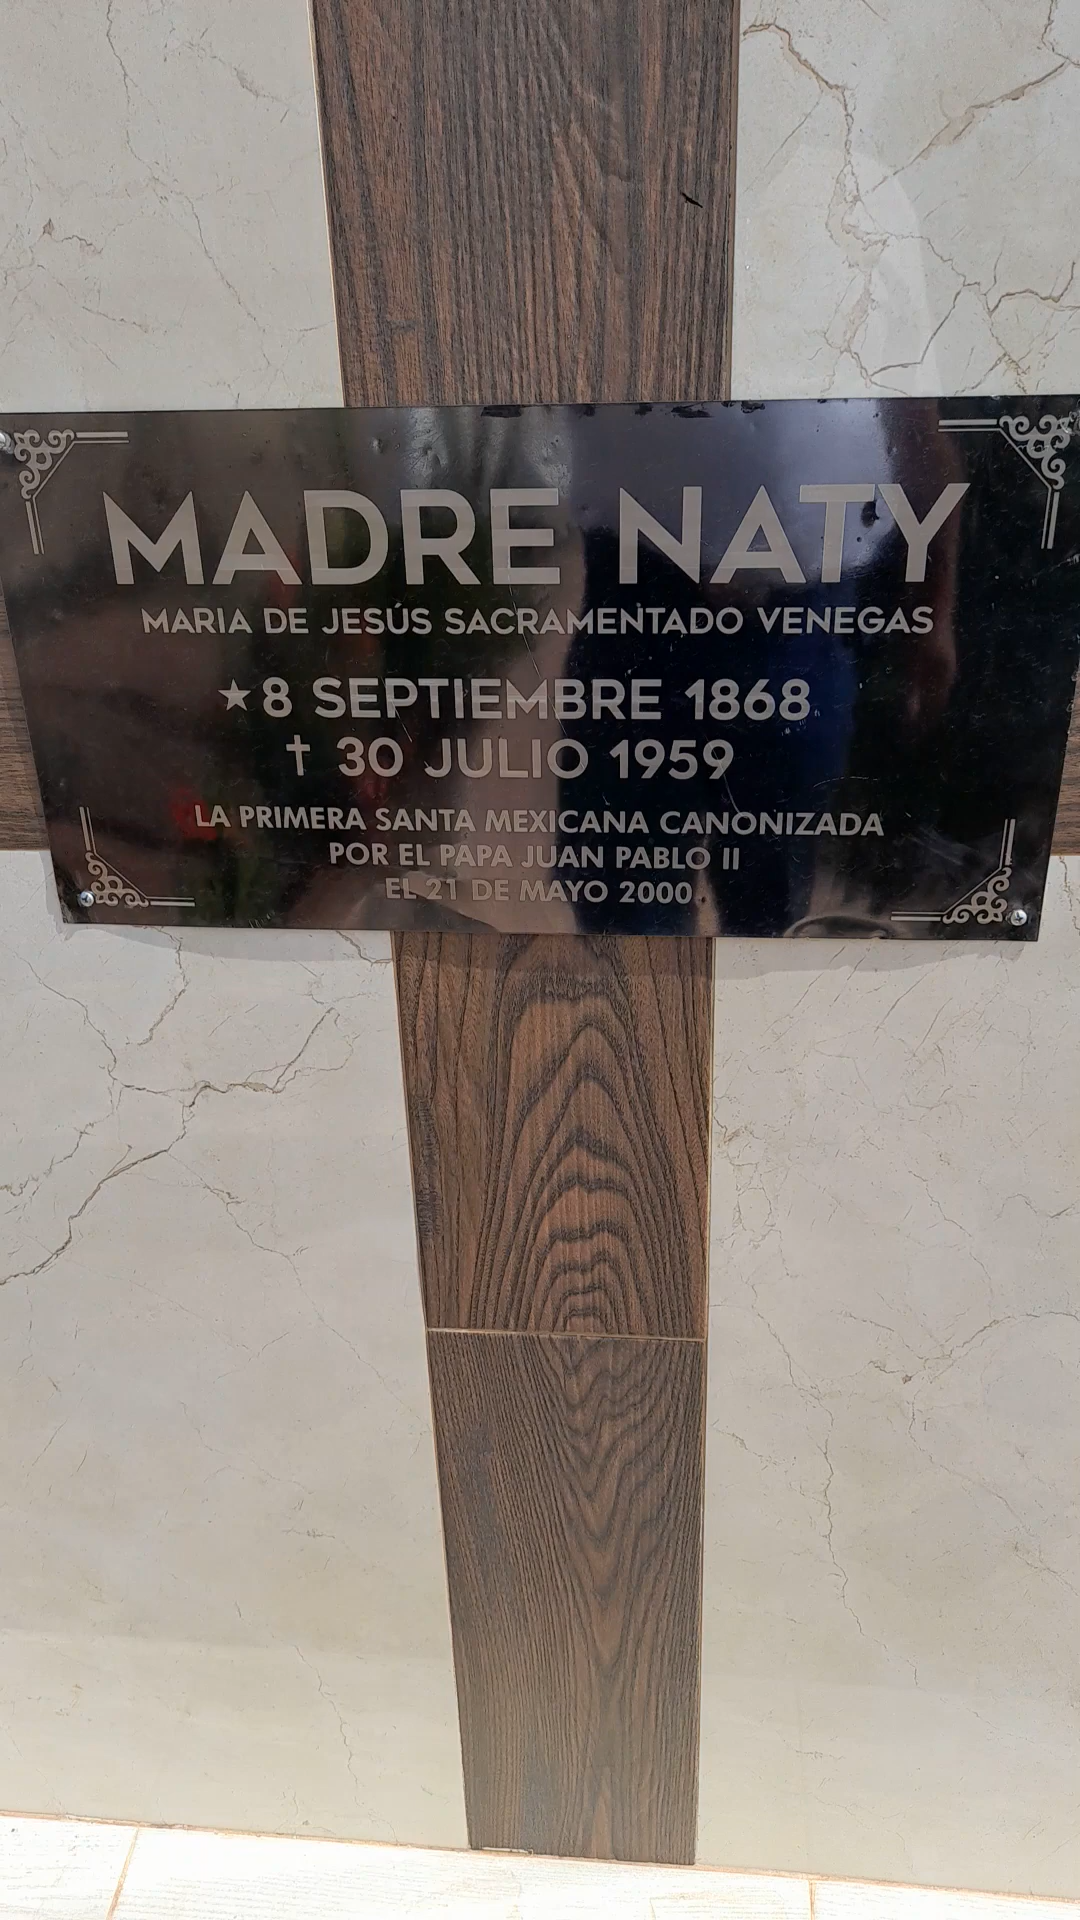 MADRE NATY
MARIA DE JESÚS SACRAMENTADO VENEGAS
★8 SEPTIEMBRE 1868
✝ 30 JULIO 1959
LA PRIMERA SANTA MEXICANA CANONIZADA
POR EL PAPA JUAN PABLO II
EL 21 DE MAYO 2000